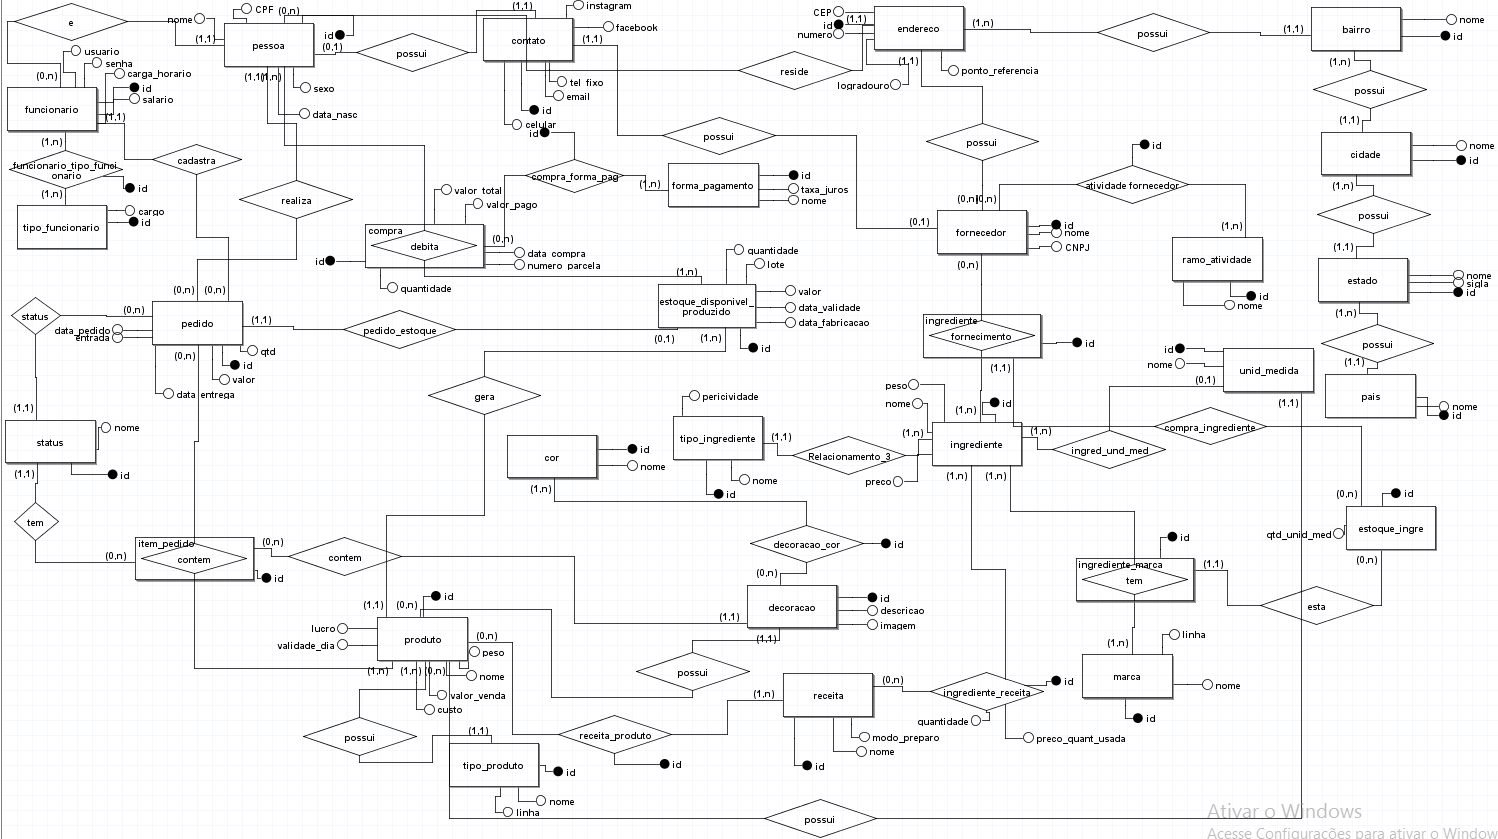 e
nome
CPF
(0,n)
(1,1)
pessoa
id
(0,1)
(1,1)
(1,n)
sexo
data_nasc
possui
(1,1)
instagram
facebook
contato
(1,1)
tel fixo
email
id
celular
CEP
id
(1,1)
numero
endereco
(1,n)
(1,1)
ponto_referencia
logradouro
reside
possui
(1,1)
bairro
nome
id
(1,n)
possui
(1,1)
cidade
nome
id
(1,n)
possui
(1,1)
estado
nome
sigla
id
(1,n)
possui
(1,1)
pais
nome
id
usuario
senha
carga_horario
id
salario
(0,n)
funcionario
(1,1)
(1,n)
funcionario_tipo_funci
onario
id
(1,n)
tipo_funcionario
cargo
id
cadastra
realiza
possui
possui
id
compra_forma_pag
(1,n)
forma_pagamento
id
taxa_juros
nome
id
atividade fornecedor
(0,n)
(0,n)
(0,1)
fornecedor
id
nome
CNPJ
(0,n)
(1,n)
ramo_atividade
id
nome
valor_total
valor_pago
compra
debita
(0,n)
id
data_compra
numero_parcela
quantidade
quantidade
lote
(1,n)
estoque_disponivel_
produzido
valor
data_validade
data_fabricacao
(0,1)
(1,n)
id
status
(0,n)
(0,n)
(0,n)
pedido
data_pedido
entrada
(1,1)
(0,n)
qtd
id
valor
data_entrega
pedido_estoque
gera
ingrediente
fornecimento
id
(1,1)
id
nome
unid_medida
(0,1)
(1,1)
(1,1)
status
nome
id
(1,1)
tem
(0,n)
cor
id
nome
(1,n)
pericividade
tipo_ingrediente
(1,1)
nome
id
Relacionamento_3
peso
nome
(1,n)
id
(1,n)
ingrediente
(1,n)
preco
(1,n)
(1,n)
ingred_und_med
compra_ingrediente
(0,n)
id
estoque_ingre
qtd_unid_med
(0,n)
item_pedido
contem
(0,n)
id
contem
decoracao_cor
id
(0,n)
decoracao
(1,1)
id
descricao
imagem
(1,1)
id
ingrediente_marca
tem
(1,1)
esta
(1,n)
linha
marca
nome
id
(1,1)
(0,n)
id
lucro
validade_dia
produto
(0,n)
peso
(1,n)
(1,n)
(0,n)
nome
valor_venda
custo
possui
possui
(1,1)
tipo_produto
id
nome
linha
receita_produto
id
(1,n)
receita
(0,n)
modo_preparo
nome
id
ingrediente_receita
id
quantidade
preco_quant_usada
possui
Ativar o Windows
Acesse Configurações para ativar o Window